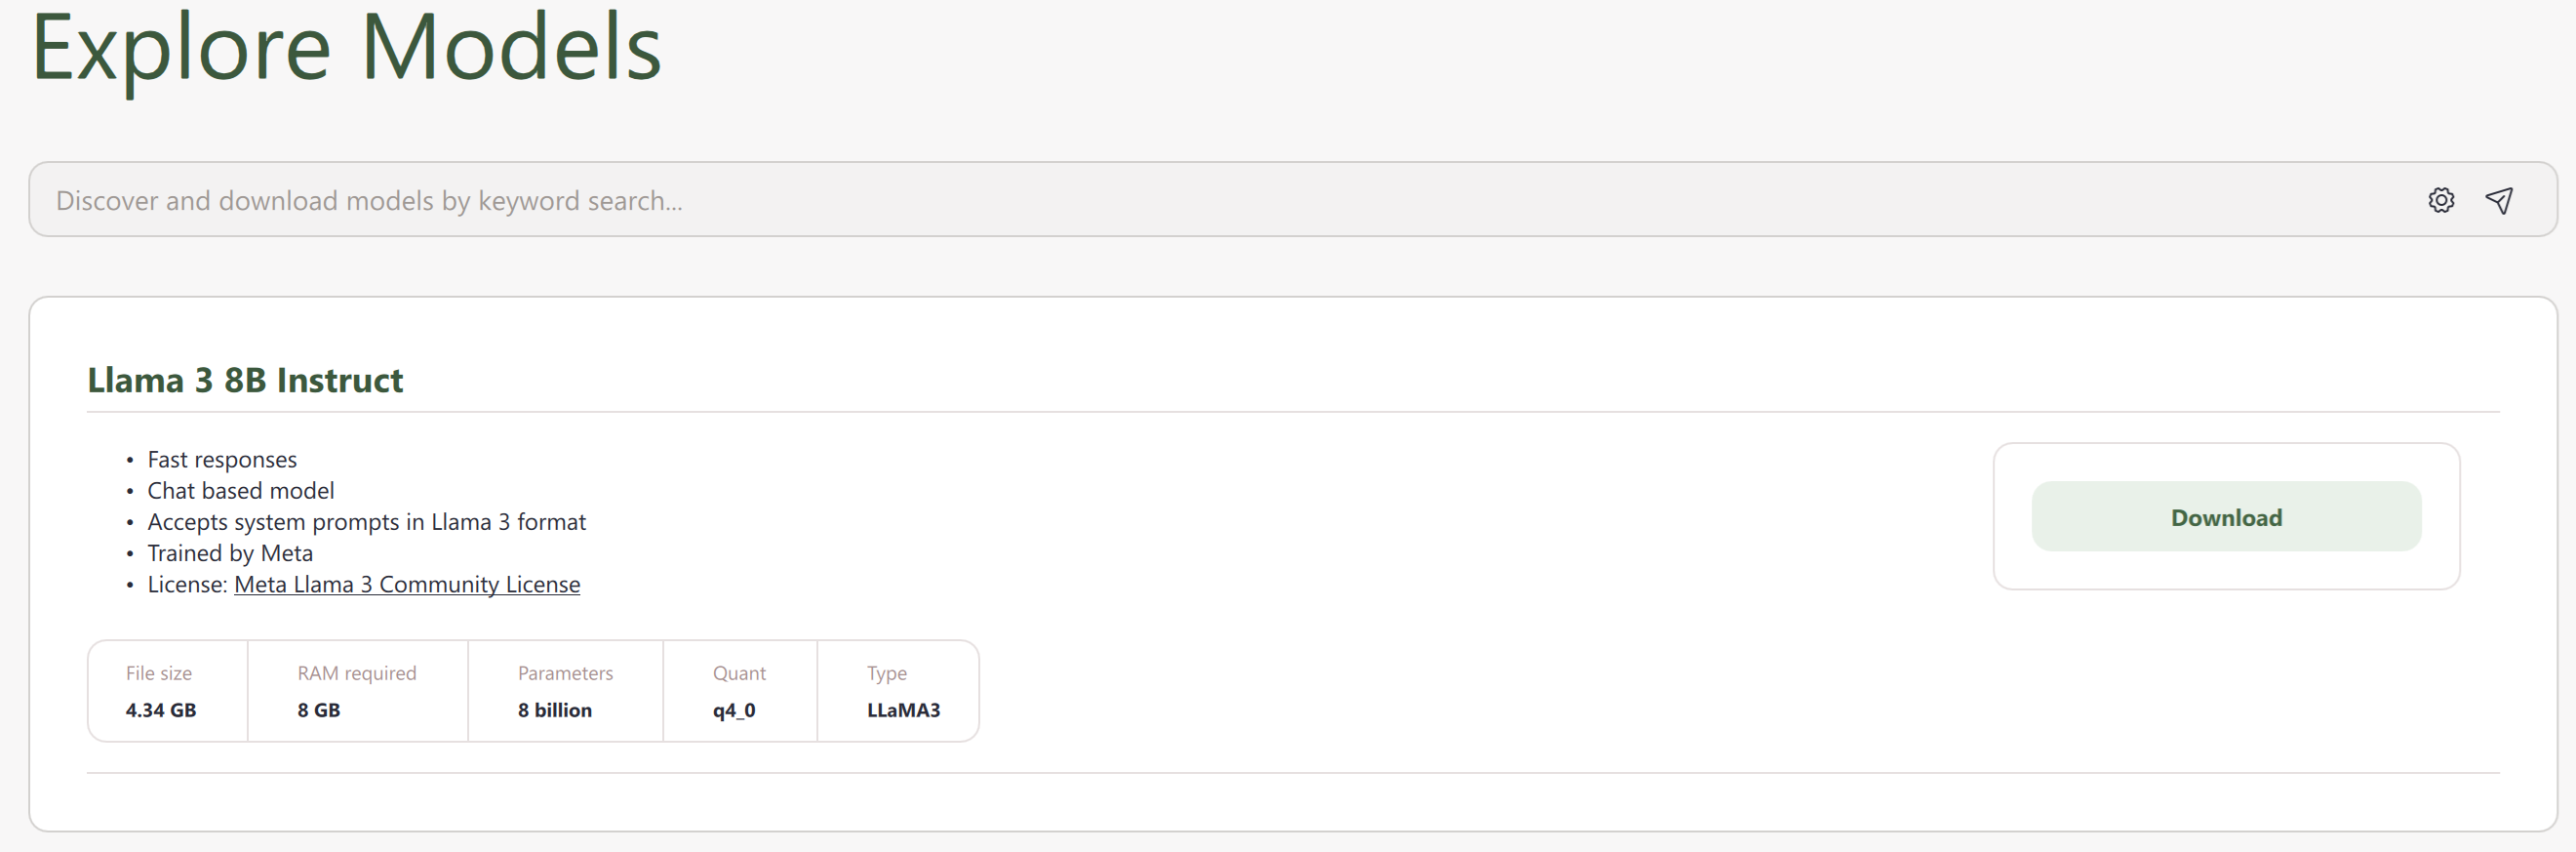 Explore Models
Discover and download models by keyword search...
Llama 3 8B Instruct
• Fast responses
• Chat based model
• Accepts system prompts in Llama 3 format
• Trained by Meta
• License: Meta Llama 3 Community License
Download
File size RAM required Parameters Quant Type
4.34 GB 8 GB 8 billion q4_0 LLaMA3